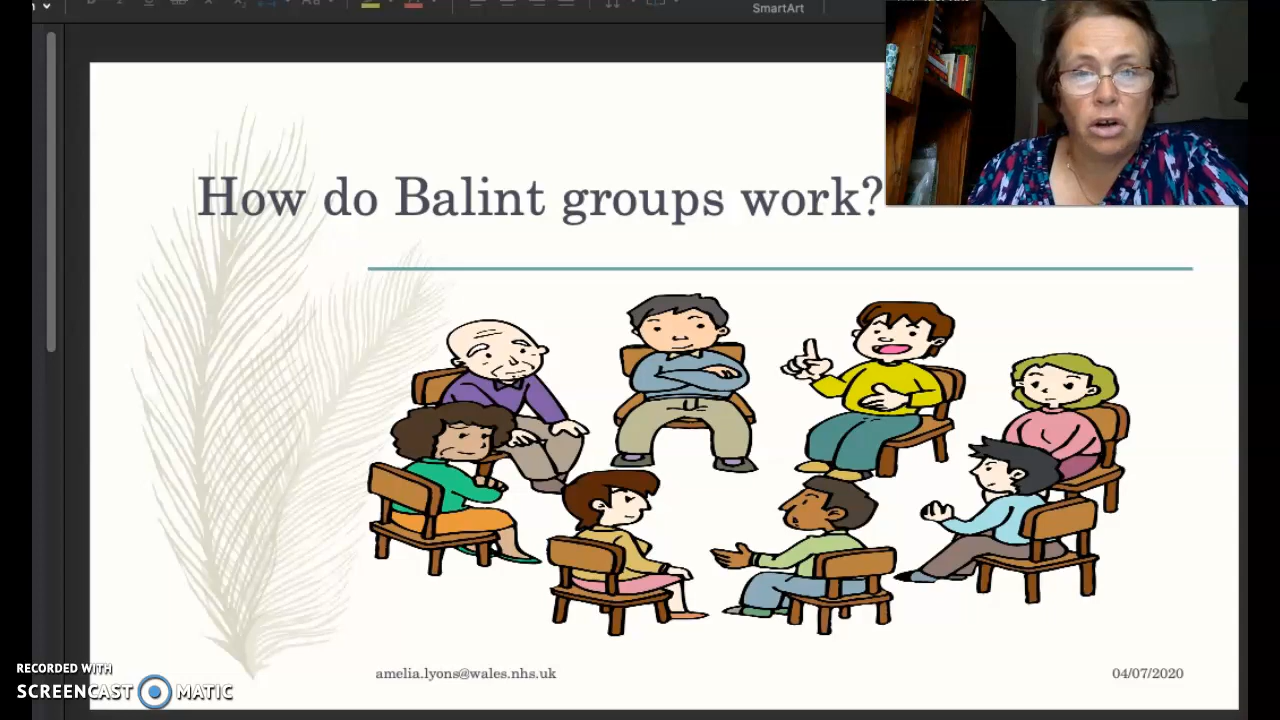 SmartArt
How do Balint groups work?
amelia.lyons@wales.nhs.uk
04/07/2020
RECORDED WITH
SCREENCAST MATIC